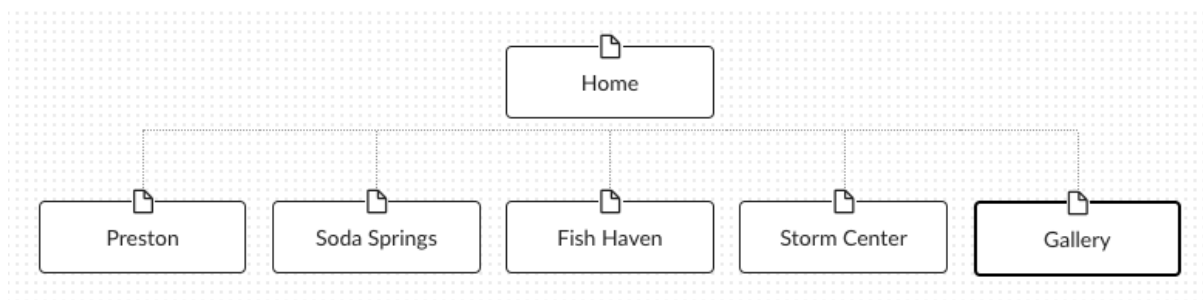 Home
Preston
Soda Springs
Fish Haven
Storm Center
Gallery